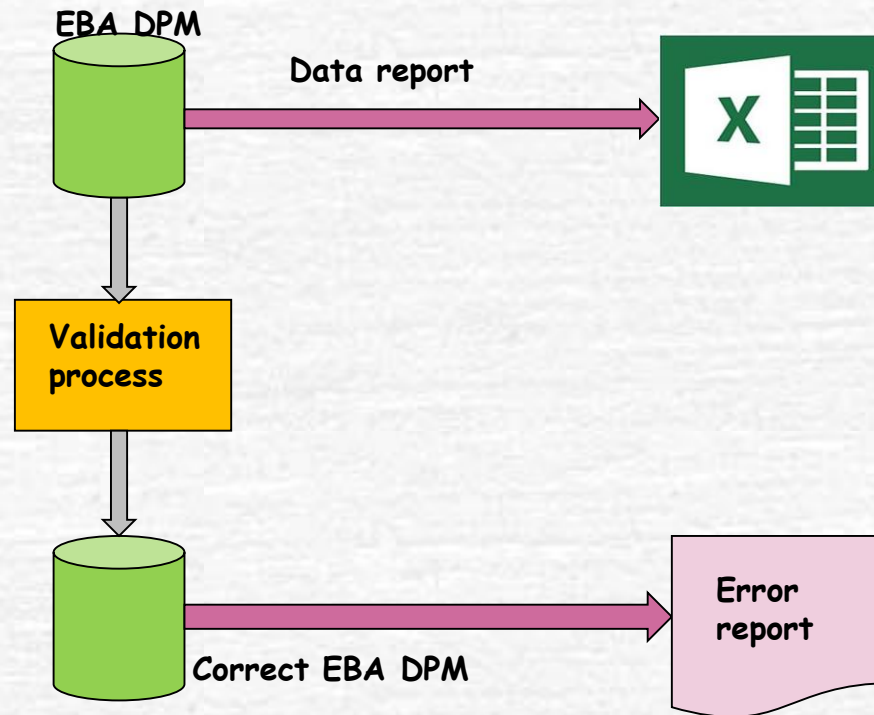 EBA DPM
Data report
X
Validation
process
Error
report
Correct EBA DPM